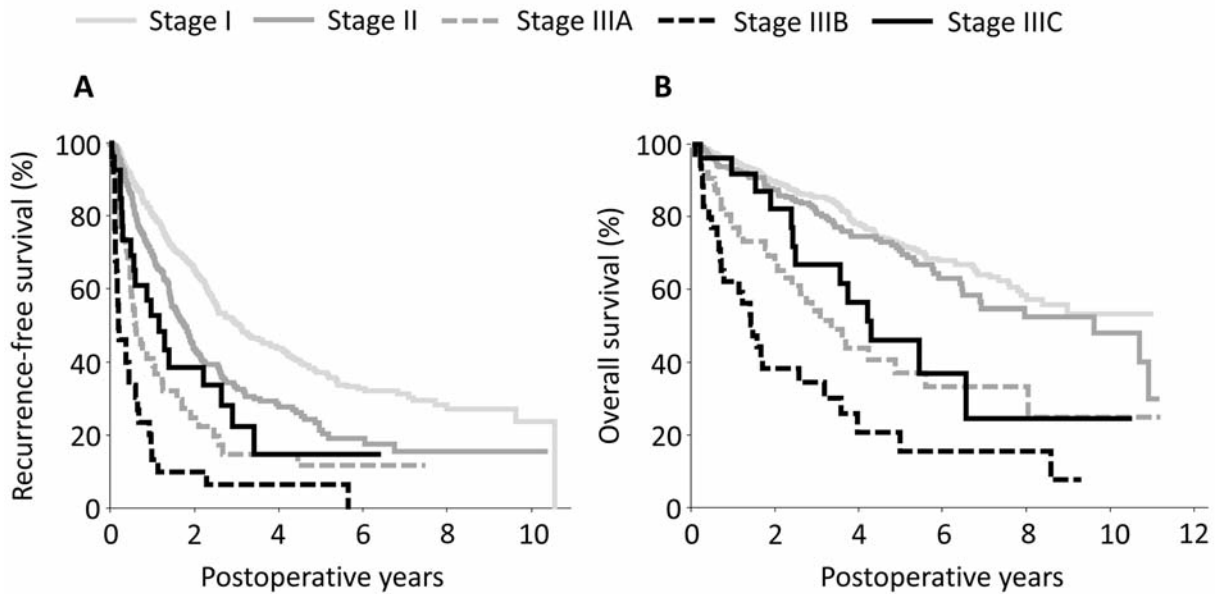 Stage I Stage II Stage IIIA Stage IIIB Stage IIIC
A
Recurrence-free survival (%)
100
80
60
40
20
0
0 2 4 6 8 10
Postoperative years
B
Overall survival (%)
100
80
60
40
20
0
0 2 4 6 8 10 12
Postoperative years